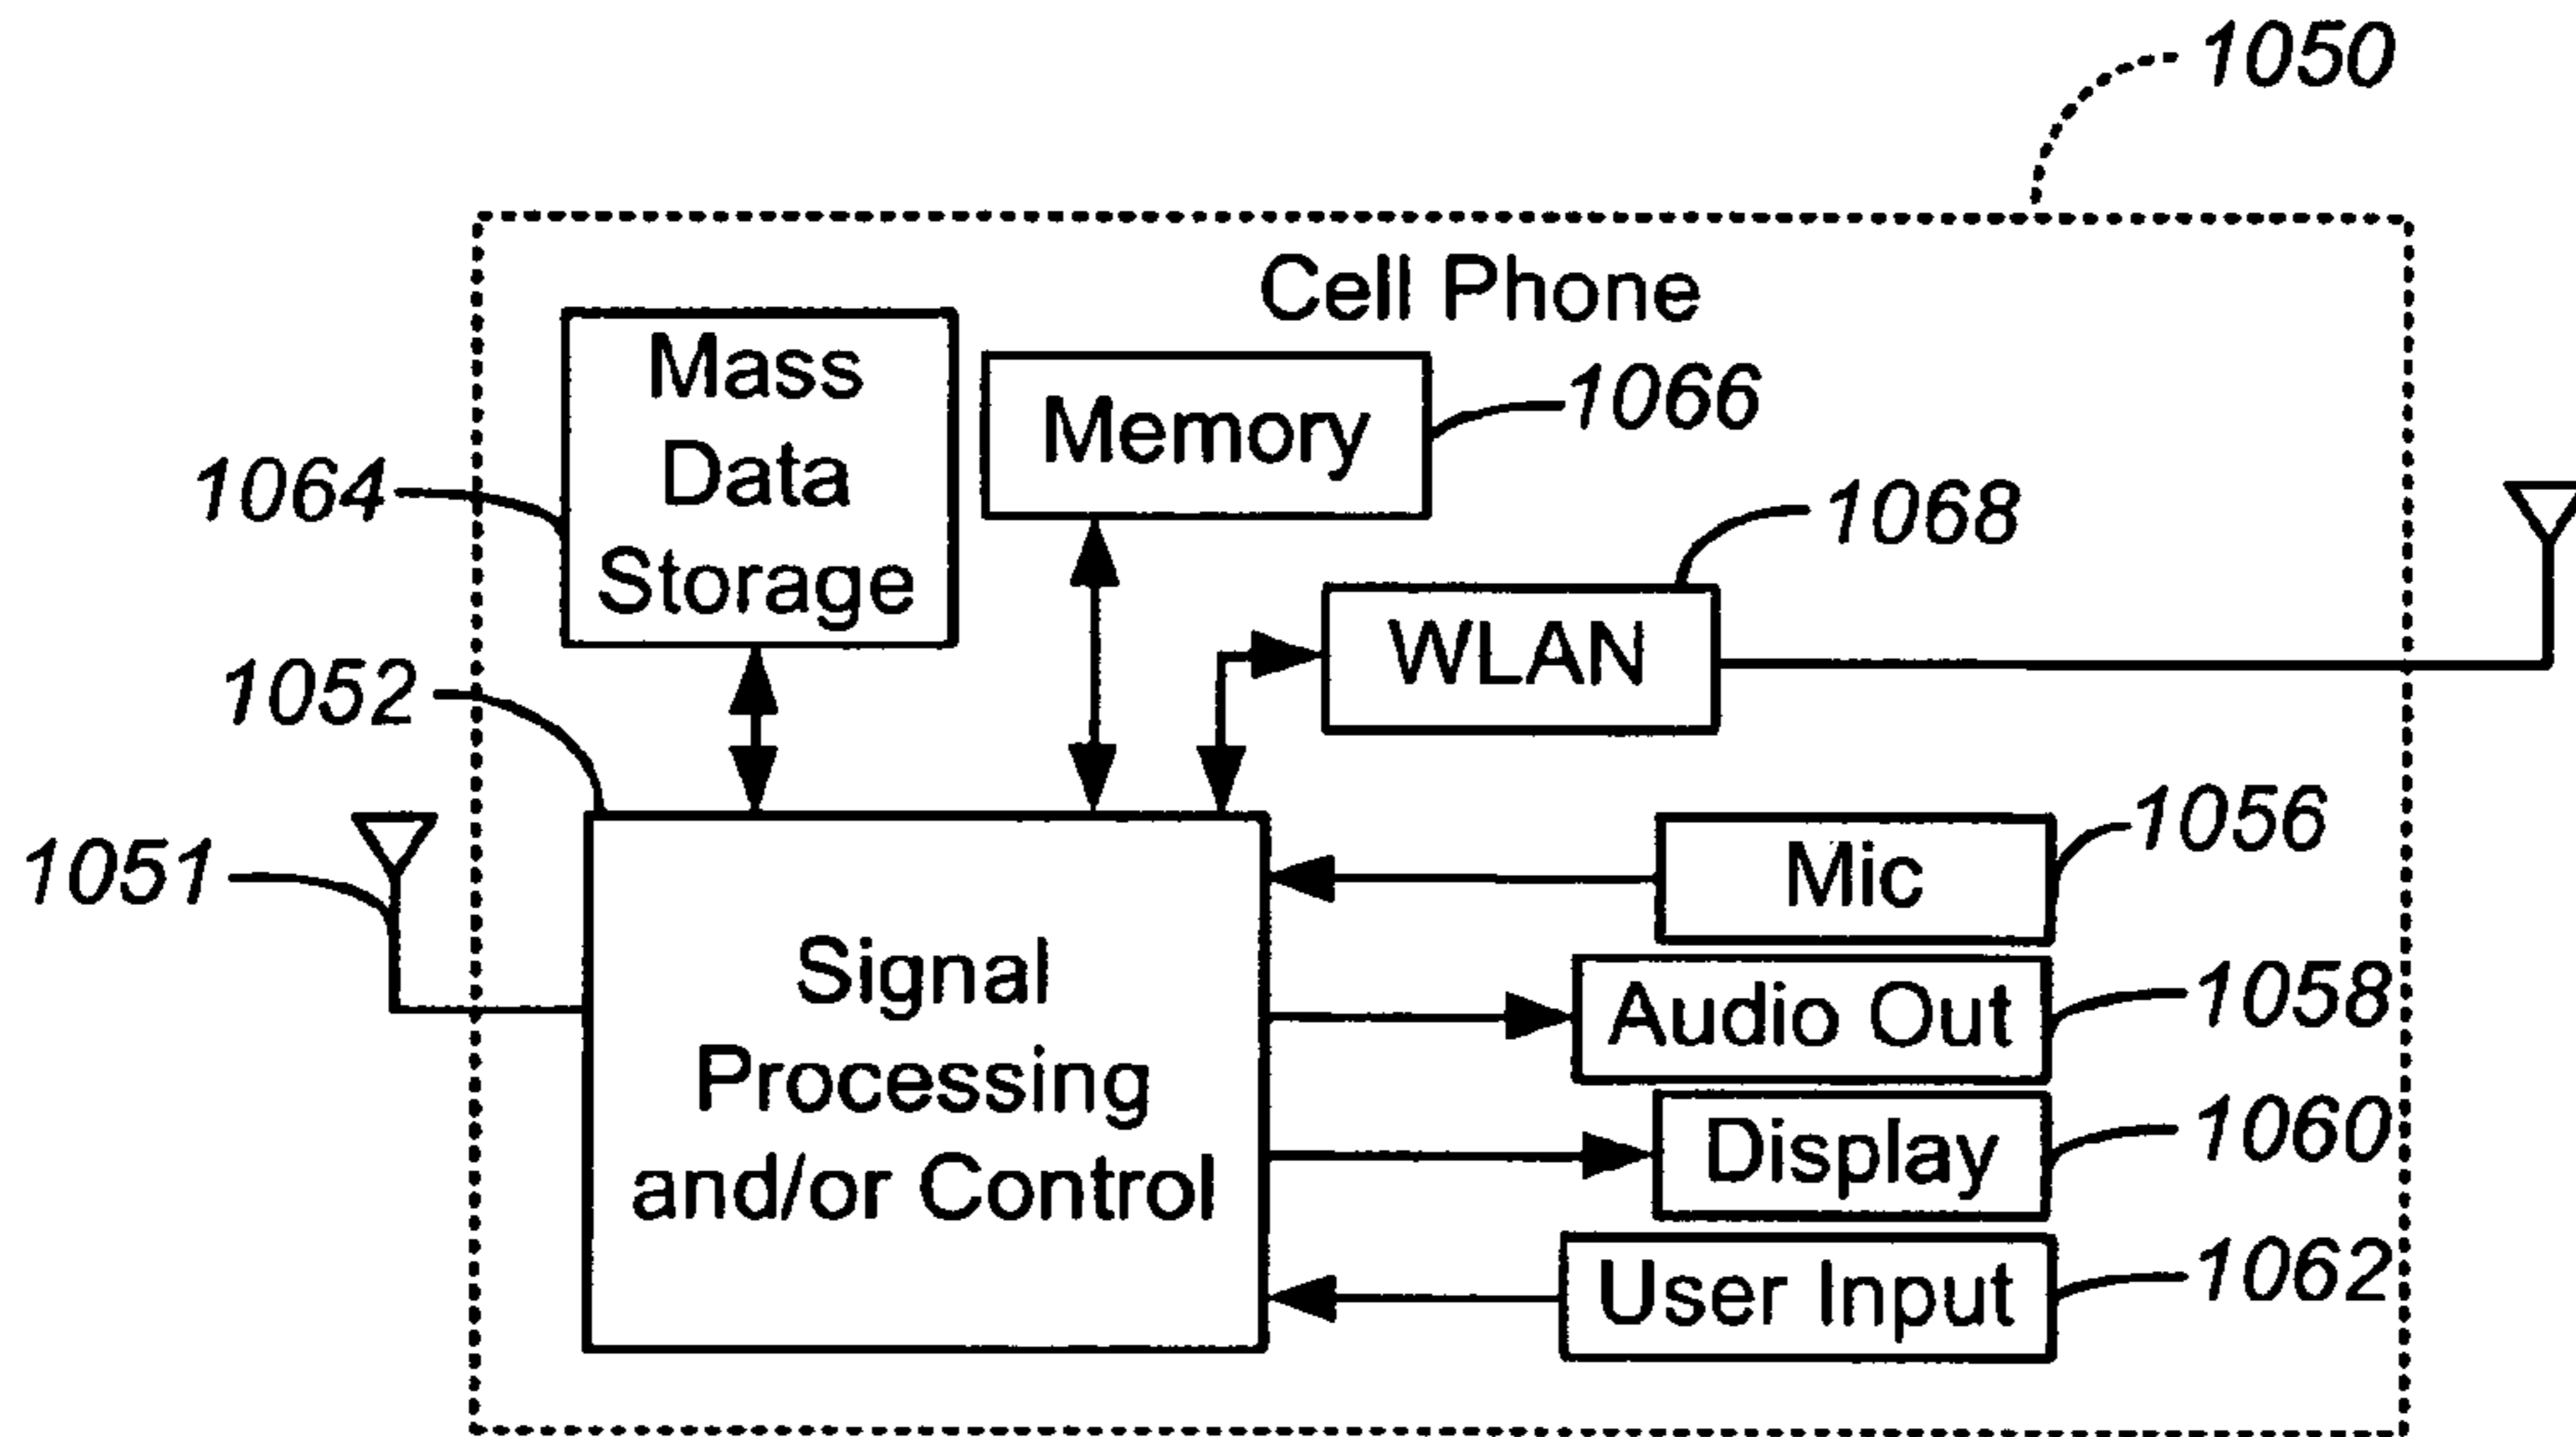 1050
Cell Phone
Mass
Data
Storage
1064
Memory
1066
1068
WLAN
1052
1051
Signal
Processing
and/or Control
Mic
1056
Audio Out
1058
Display
1060
User Input
1062